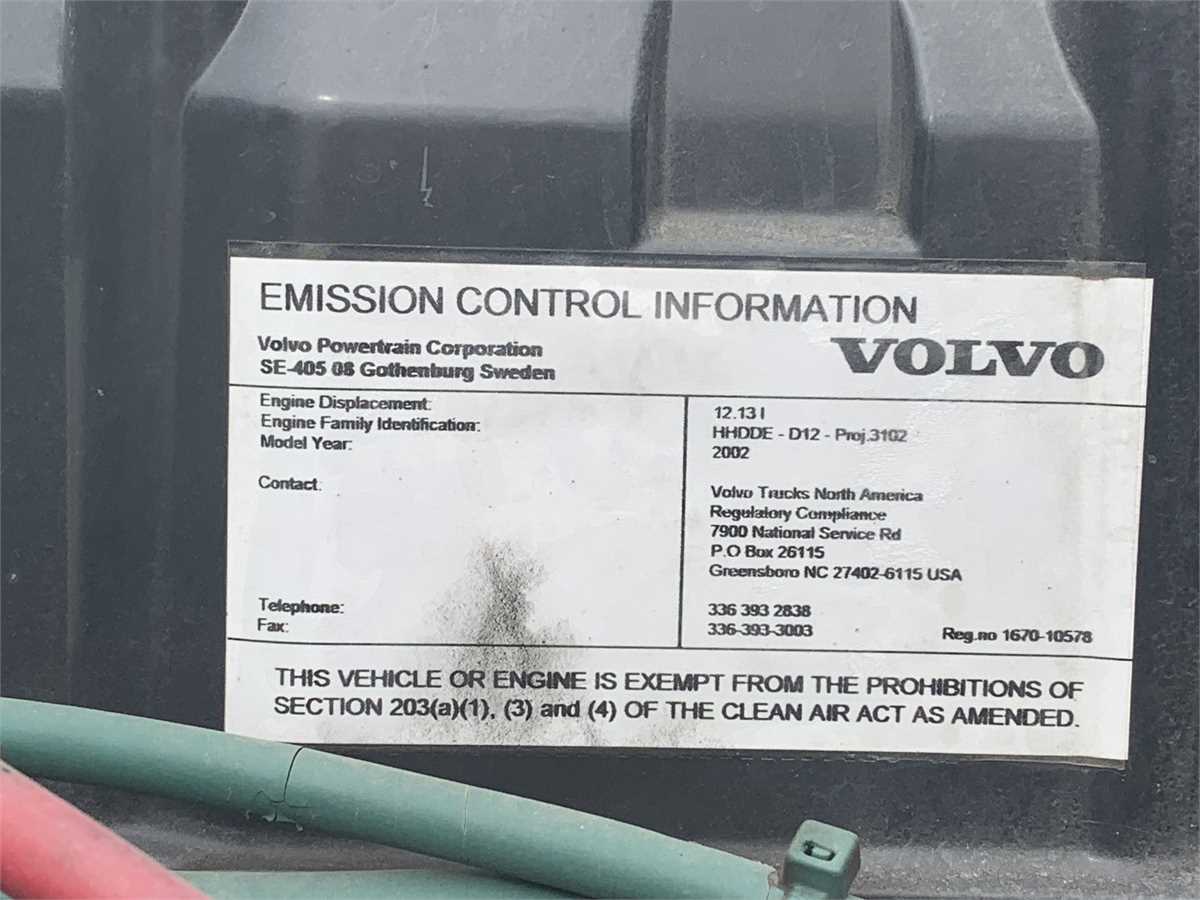 EMISSION CONTROL INFORMATION
Volvo Powertrain Corporation
SE-405 08 Gothenburg Sweden
VOLVO
Engine Displacement: 12.13 l
Engine Family Identification: HHDDE - D12 - Proj.3102
Model Year: 2002
Contact: Volvo Trucks North America
Regulatory Compliance
7900 National Service Rd
P.O Box 26115
Greensboro NC 27402-6115 USA
Telephone: 336 393 2838
Fax: 336-393-3003 Reg.no 1670-10578
THIS VEHICLE OR ENGINE IS EXEMPT FROM THE PROHIBITIONS OF
SECTION 203(a)(1), (3) and (4) OF THE CLEAN AIR ACT AS AMENDED.